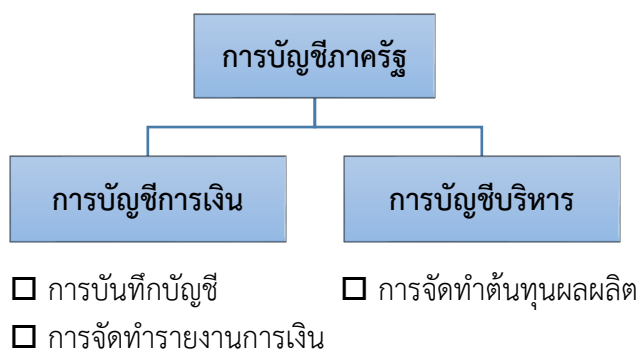 การบัญชีภาครัฐ
การบัญชีการเงิน
การบัญชีบริหาร
☐ การบันทึกบัญชี
☐ การจัดทำรายงานการเงิน
☐ การจัดทำต้นทุนผลผลิต